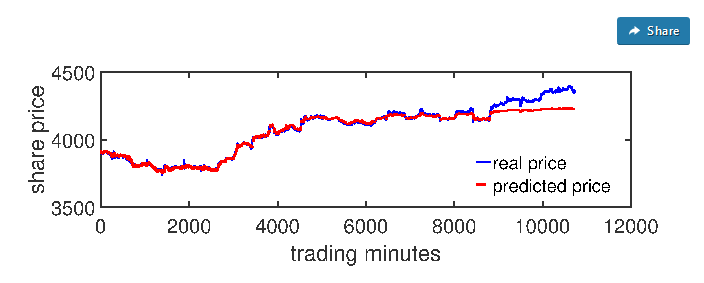 Share
4500
4000
3500
share price
real price
predicted price
0 2000 4000 6000 8000 10000 12000
trading minutes